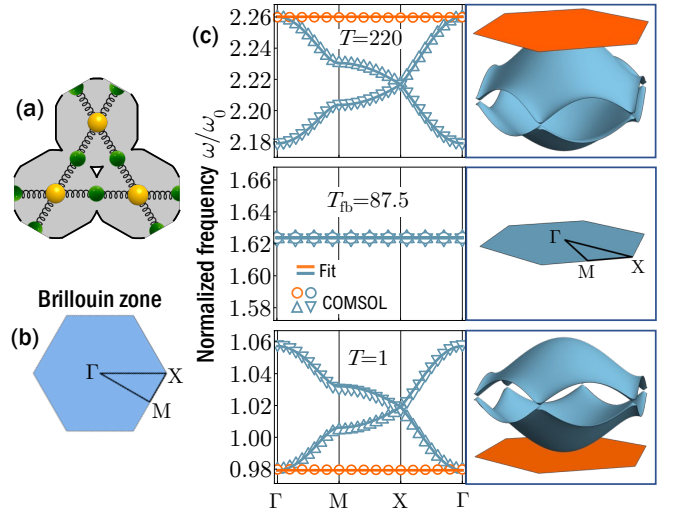 (a)
Brillouin zone
(b)
Γ
X
M
(c)
Normalized frequency ω/ω₀
2.26
2.24
2.22
2.20
2.18
T=220
1.66
1.64
1.62
1.60
1.58
T_fb=87.5
Fit
COMSOL
Γ
M
X
1.06
1.04
1.02
1.00
0.98
T=1
Γ M X Γ